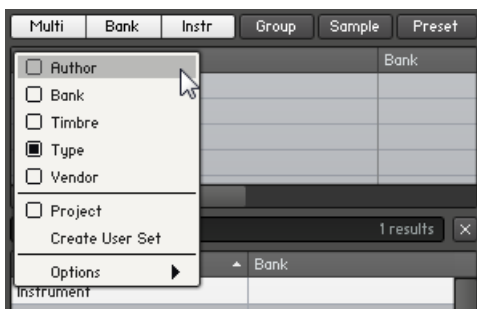 Multi Bank Instr Group Sample Preset
Bank
Author
Bank
Timbre
Type
Vendor
Project
Create User Set
1 results
Options
Bank
Instrument